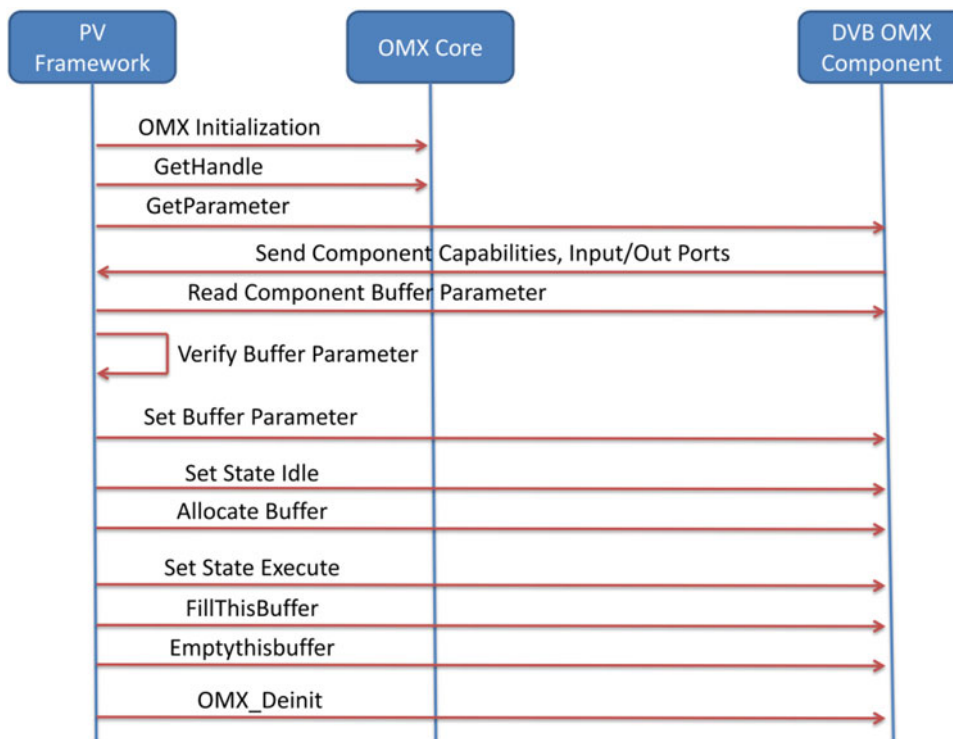 PV
Framework
OMX Core
DVB OMX
Component
OMX Initialization
GetHandle
GetParameter
Send Component Capabilities, Input/Out Ports
Read Component Buffer Parameter
Verify Buffer Parameter
Set Buffer Parameter
Set State Idle
Allocate Buffer
Set State Execute
FillThisBuffer
Emptythisbuffer
OMX_Deinit